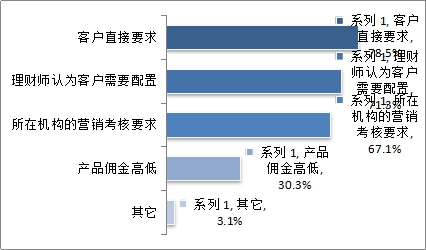 客户直接要求
系列 1, 客户
直接要求,
78.5%
理财师认为客户需要配置
系列 1, 理财
师认为客户
需要配置,
71.3%
所在机构的营销考核要求
系列 1, 所在
机构的营销
考核要求,
67.1%
产品佣金高低
系列 1, 产品
佣金高低,
30.3%
其它
系列 1, 其它,
3.1%